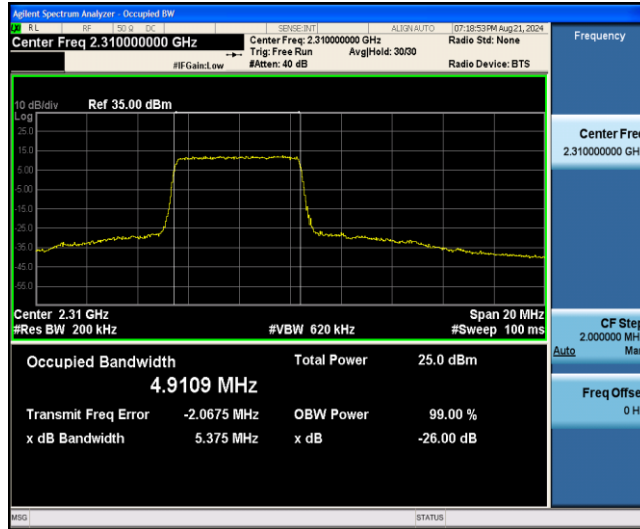 Agilent Spectrum Analyzer - Occupied BW
RL RF 50 Ω DC SENSE:INT ALIGN AUTO 07:18:53PM Aug 21, 2024
Center Freq 2.310000000 GHz
Center Freq: 2.310000000 GHz
Radio Std: None
Trig: Free Run
Avg|Hold: 30/30
#IFGain:Low
#Atten: 40 dB
Radio Device: BTS
10 dB/div
Ref 35.00 dBm
Log
25.0
15.0
5.00
-5.00
-15.0
-25.0
-35.0
-45.0
-55.0
Center 2.31 GHz
Span 20 MHz
#Res BW 200 kHz
#VBW 620 kHz
#Sweep 100 ms
Occupied Bandwidth
Total Power
25.0 dBm
4.9109 MHz
Transmit Freq Error
-2.0675 MHz
OBW Power
99.00 %
x dB Bandwidth
5.375 MHz
x dB
-26.00 dB
MSG
STATUS
Frequency
Center Fre
2.310000000 GH
CF Step
2.000000 MH
Auto
Ma
Freq Offse
0 H